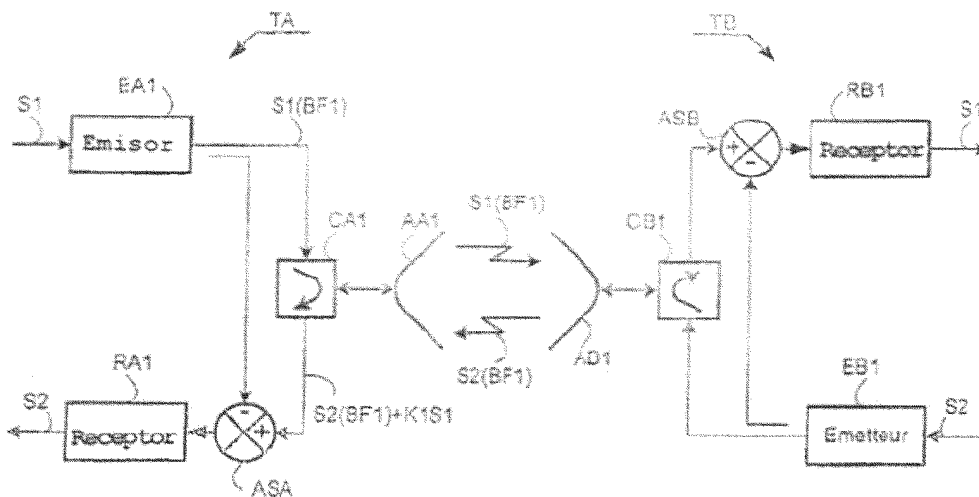 TA
TB
EA1
RB1
S1
S1(BF1)
ASB
S1
Emisor
+
-
Receptor
S1(BF1)
CA1
AA1
CB1
RA1
S2(BF1)
AD1
EB1
S2
S2(BF1)+K1S1
S2
-
+
Receptor
Emetteur
ASA